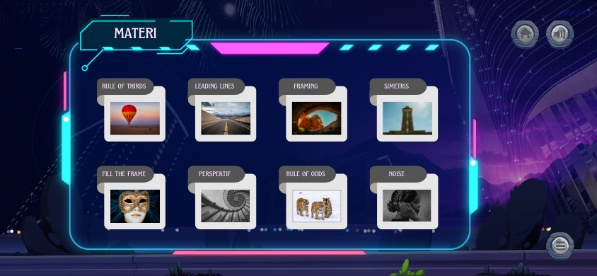 MATERI
RULE OF THIRDS
LEADING LINES
FRAMING
SIMETRIS
FILL THE FRAME
PERSPEKTIF
RULE OF ODDS
NOISE